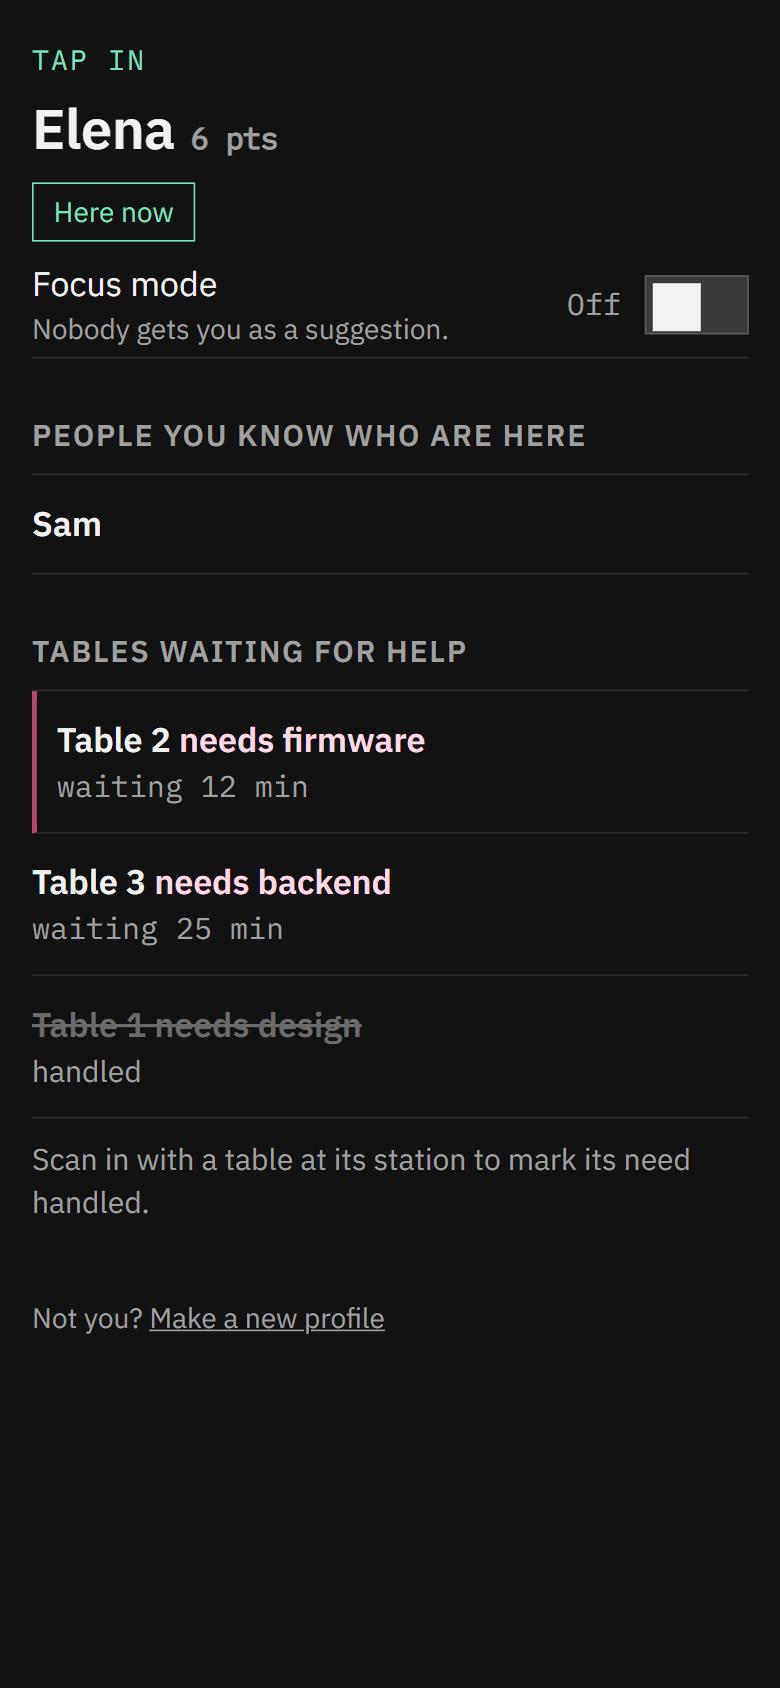 TAP IN
Elena 6 pts
Here now
Focus mode
Nobody gets you as a suggestion.
Off
PEOPLE YOU KNOW WHO ARE HERE
Sam
TABLES WAITING FOR HELP
Table 2 needs firmware
waiting 12 min
Table 3 needs backend
waiting 25 min
Table 1 needs design
handled
Scan in with a table at its station to mark its need
handled.
Not you? Make a new profile